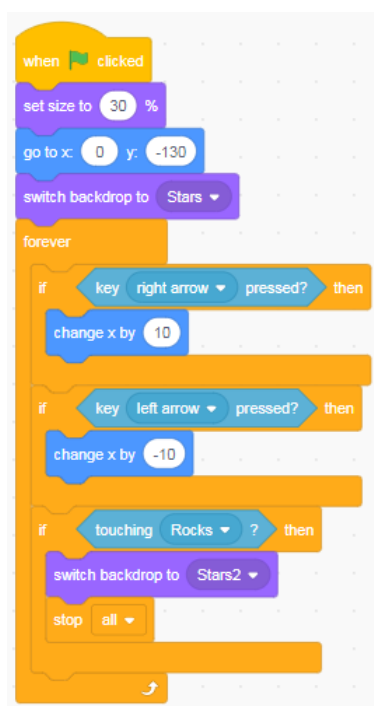 when clicked
set size to 30 %
go to x: 0 y: -130
switch backdrop to Stars
forever
if key right arrow pressed? then
change x by 10
if key left arrow pressed? then
change x by -10
if touching Rocks ? then
switch backdrop to Stars2
stop all